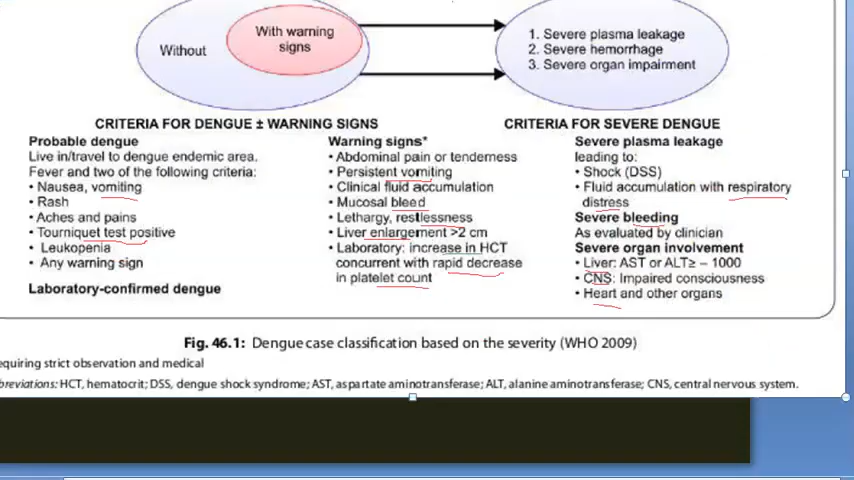 With warning
signs
Without
1. Severe plasma leakage
2. Severe hemorrhage
3. Severe organ impairment
CRITERIA FOR DENGUE ± WARNING SIGNS
Probable dengue
Live in/travel to dengue endemic area.
Fever and two of the following criteria:
• Nausea, vomiting
• Rash
• Aches and pains
• Tourniquet test positive
• Leukopenia
• Any warning sign
Laboratory-confirmed dengue
Warning signs*
• Abdominal pain or tenderness
• Persistent vomiting
• Clinical fluid accumulation
• Mucosal bleed
• Lethargy, restlessness
• Liver enlargement >2 cm
• Laboratory: increase in HCT
concurrent with rapid decrease
in platelet count
CRITERIA FOR SEVERE DENGUE
Severe plasma leakage
leading to:
• Shock (DSS)
• Fluid accumulation with respiratory
distress
Severe bleeding
As evaluated by clinician
Severe organ involvement
• Liver: AST or ALT≥ – 1000
• CNS: Impaired consciousness
• Heart and other organs
Fig. 46.1: Dengue case classification based on the severity (WHO 2009)
equiring strict observation and medical
breviations: HCT, hematocrit; DSS, dengue shock syndrome; AST, aspartate aminotransferase; ALT, alanine aminotransferase; CNS, central nervous system.